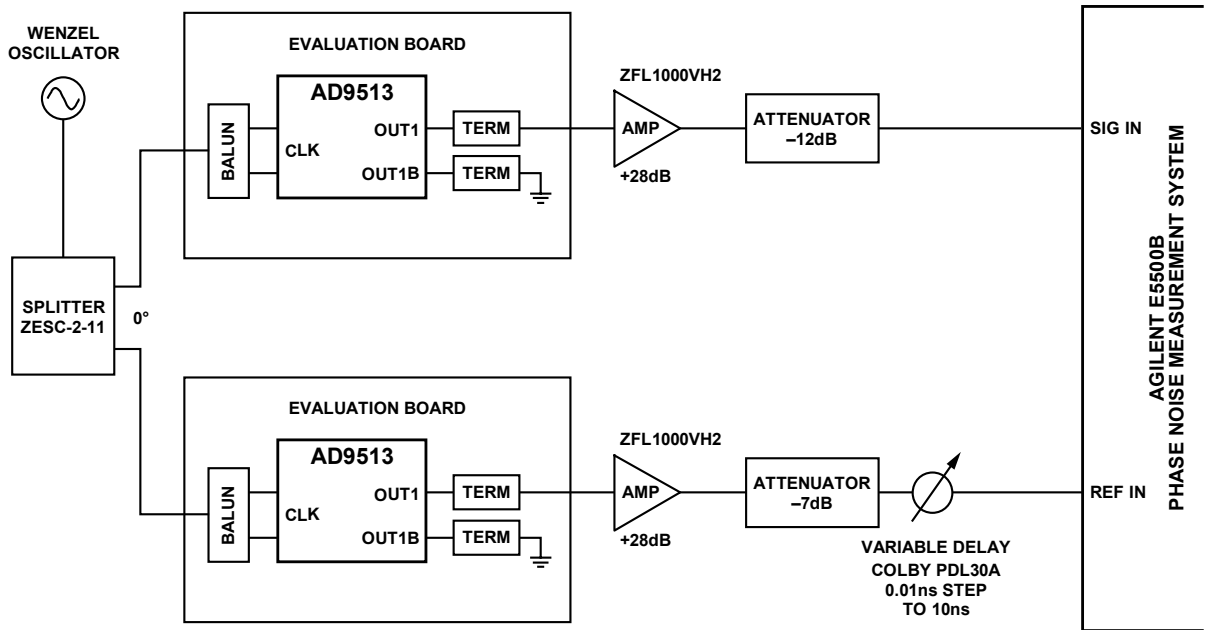 WENZEL
OSCILLATOR
SPLITTER
ZESC-2-11
0°
EVALUATION BOARD
BALUN
AD9513
CLK
OUT1
OUT1B
TERM
TERM
ZFL1000VH2
AMP
+28dB
ATTENUATOR
–12dB
SIG IN
EVALUATION BOARD
BALUN
AD9513
CLK
OUT1
OUT1B
TERM
TERM
ZFL1000VH2
AMP
+28dB
ATTENUATOR
–7dB
VARIABLE DELAY
COLBY PDL30A
0.01ns STEP
TO 10ns
REF IN
AGILENT E5500B
PHASE NOISE MEASUREMENT SYSTEM